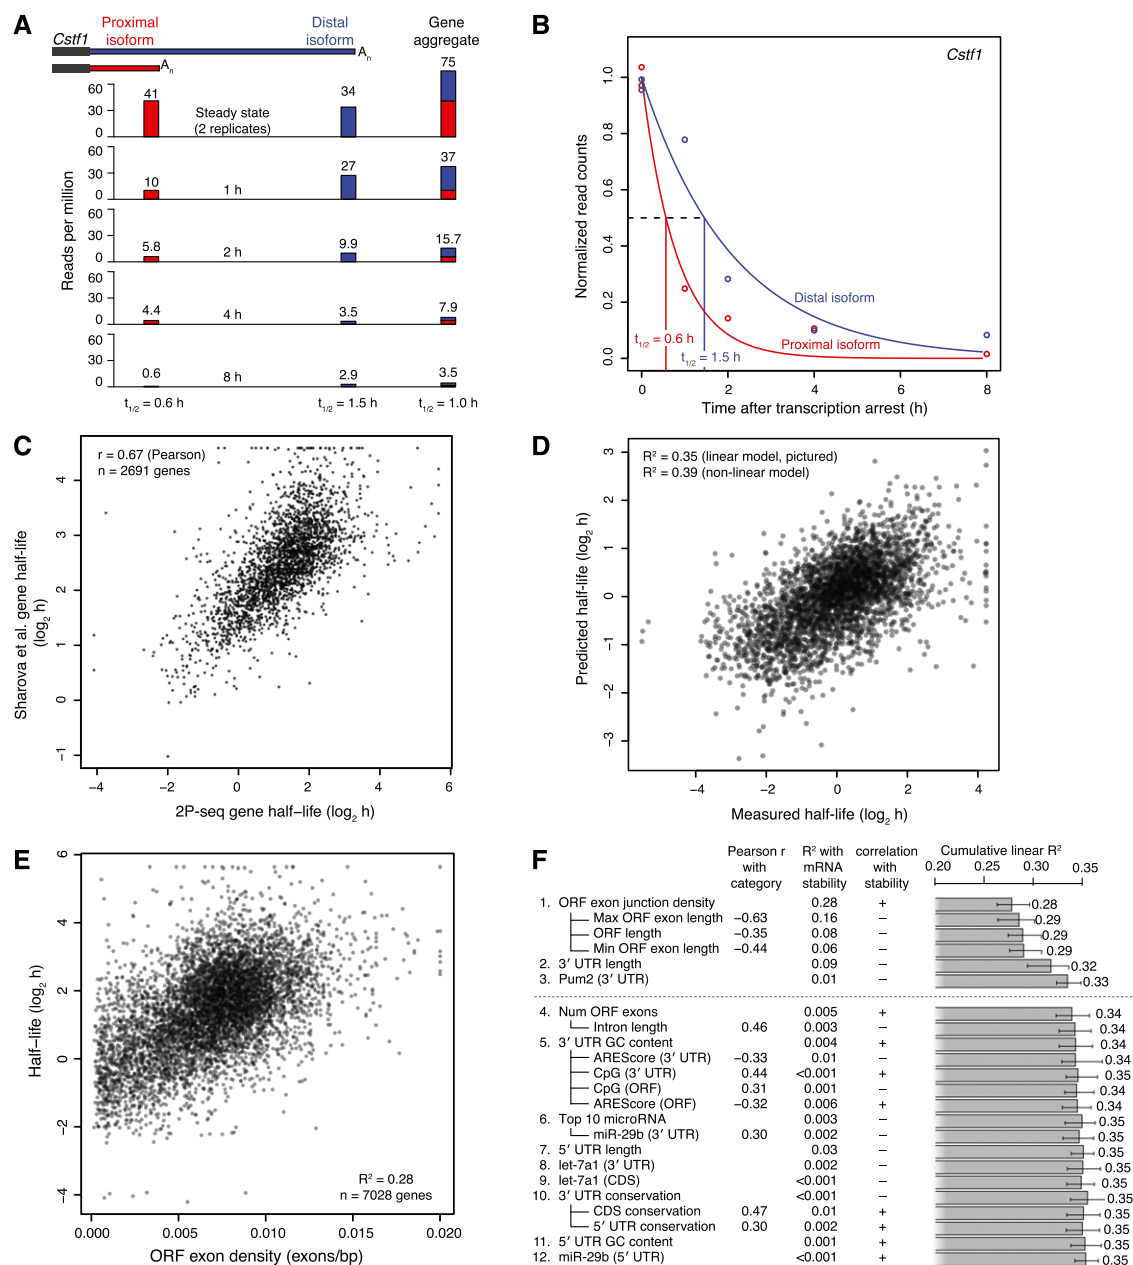 A
Proximal isoform
Distal isoform
Gene aggregate
Cstf1
An
An
75
60
30
0
41
Steady state
(2 replicates)
34
60
30
0
10
1 h
27
37
60
30
0
5.8
2 h
9.9
15.7
60
30
0
4.4
4 h
3.5
7.9
60
30
0
0.6
8 h
2.9
3.5
Reads per million
t1/2 = 0.6 h
t1/2 = 1.5 h
t1/2 = 1.0 h
B
Cstf1
Normalized read counts
1.0
0.8
0.6
0.4
0.2
0.0
Distal isoform
Proximal isoform
t1/2 = 0.6 h
t1/2 = 1.5 h
0 2 4 6 8
Time after transcription arrest (h)
C
r = 0.67 (Pearson)
n = 2691 genes
Sharova et al. gene half-life
(log2 h)
4
3
2
1
0
−1
−4 −2 0 2 4 6
2P-seq gene half−life (log2 h)
D
R2 = 0.35 (linear model, pictured)
R2 = 0.39 (non-linear model)
Predicted half-life (log2 h)
3
2
1
0
−1
−2
−3
−4 −2 0 2 4
Measured half-life (log2 h)
E
Half−life (log2 h)
6
4
2
0
−2
−4
R2 = 0.28
n = 7028 genes
0.000 0.005 0.010 0.015 0.020
ORF exon density (exons/bp)
F
Pearson r with category
R2 with mRNA stability
correlation with stability
Cumulative linear R2
0.20 0.25 0.30 0.35
1. ORF exon junction density 0.28 + 0.28
Max ORF exon length −0.63 0.16 − 0.29
ORF length −0.35 0.08 − 0.29
Min ORF exon length −0.44 0.06 − 0.29
2. 3′ UTR length 0.09 − 0.32
3. Pum2 (3′ UTR) 0.01 − 0.33
4. Num ORF exons 0.005 + 0.34
Intron length 0.46 0.003 − 0.34
5. 3′ UTR GC content 0.004 + 0.34
AREScore (3′ UTR) −0.33 0.01 − 0.34
CpG (3′ UTR) 0.44 <0.001 + 0.35
CpG (ORF) 0.31 0.001 − 0.34
AREScore (ORF) −0.32 0.006 + 0.34
6. Top 10 microRNA 0.003 − 0.35
miR-29b (3′ UTR) 0.30 0.002 − 0.35
7. 5′ UTR length 0.03 − 0.35
8. let-7a1 (3′ UTR) 0.002 − 0.35
9. let-7a1 (CDS) <0.001 − 0.35
10. 3′ UTR conservation <0.001 − 0.35
CDS conservation 0.47 0.01 + 0.35
5′ UTR conservation 0.30 0.002 + 0.35
11. 5′ UTR GC content 0.001 + 0.35
12. miR-29b (5′ UTR) <0.001 + 0.35